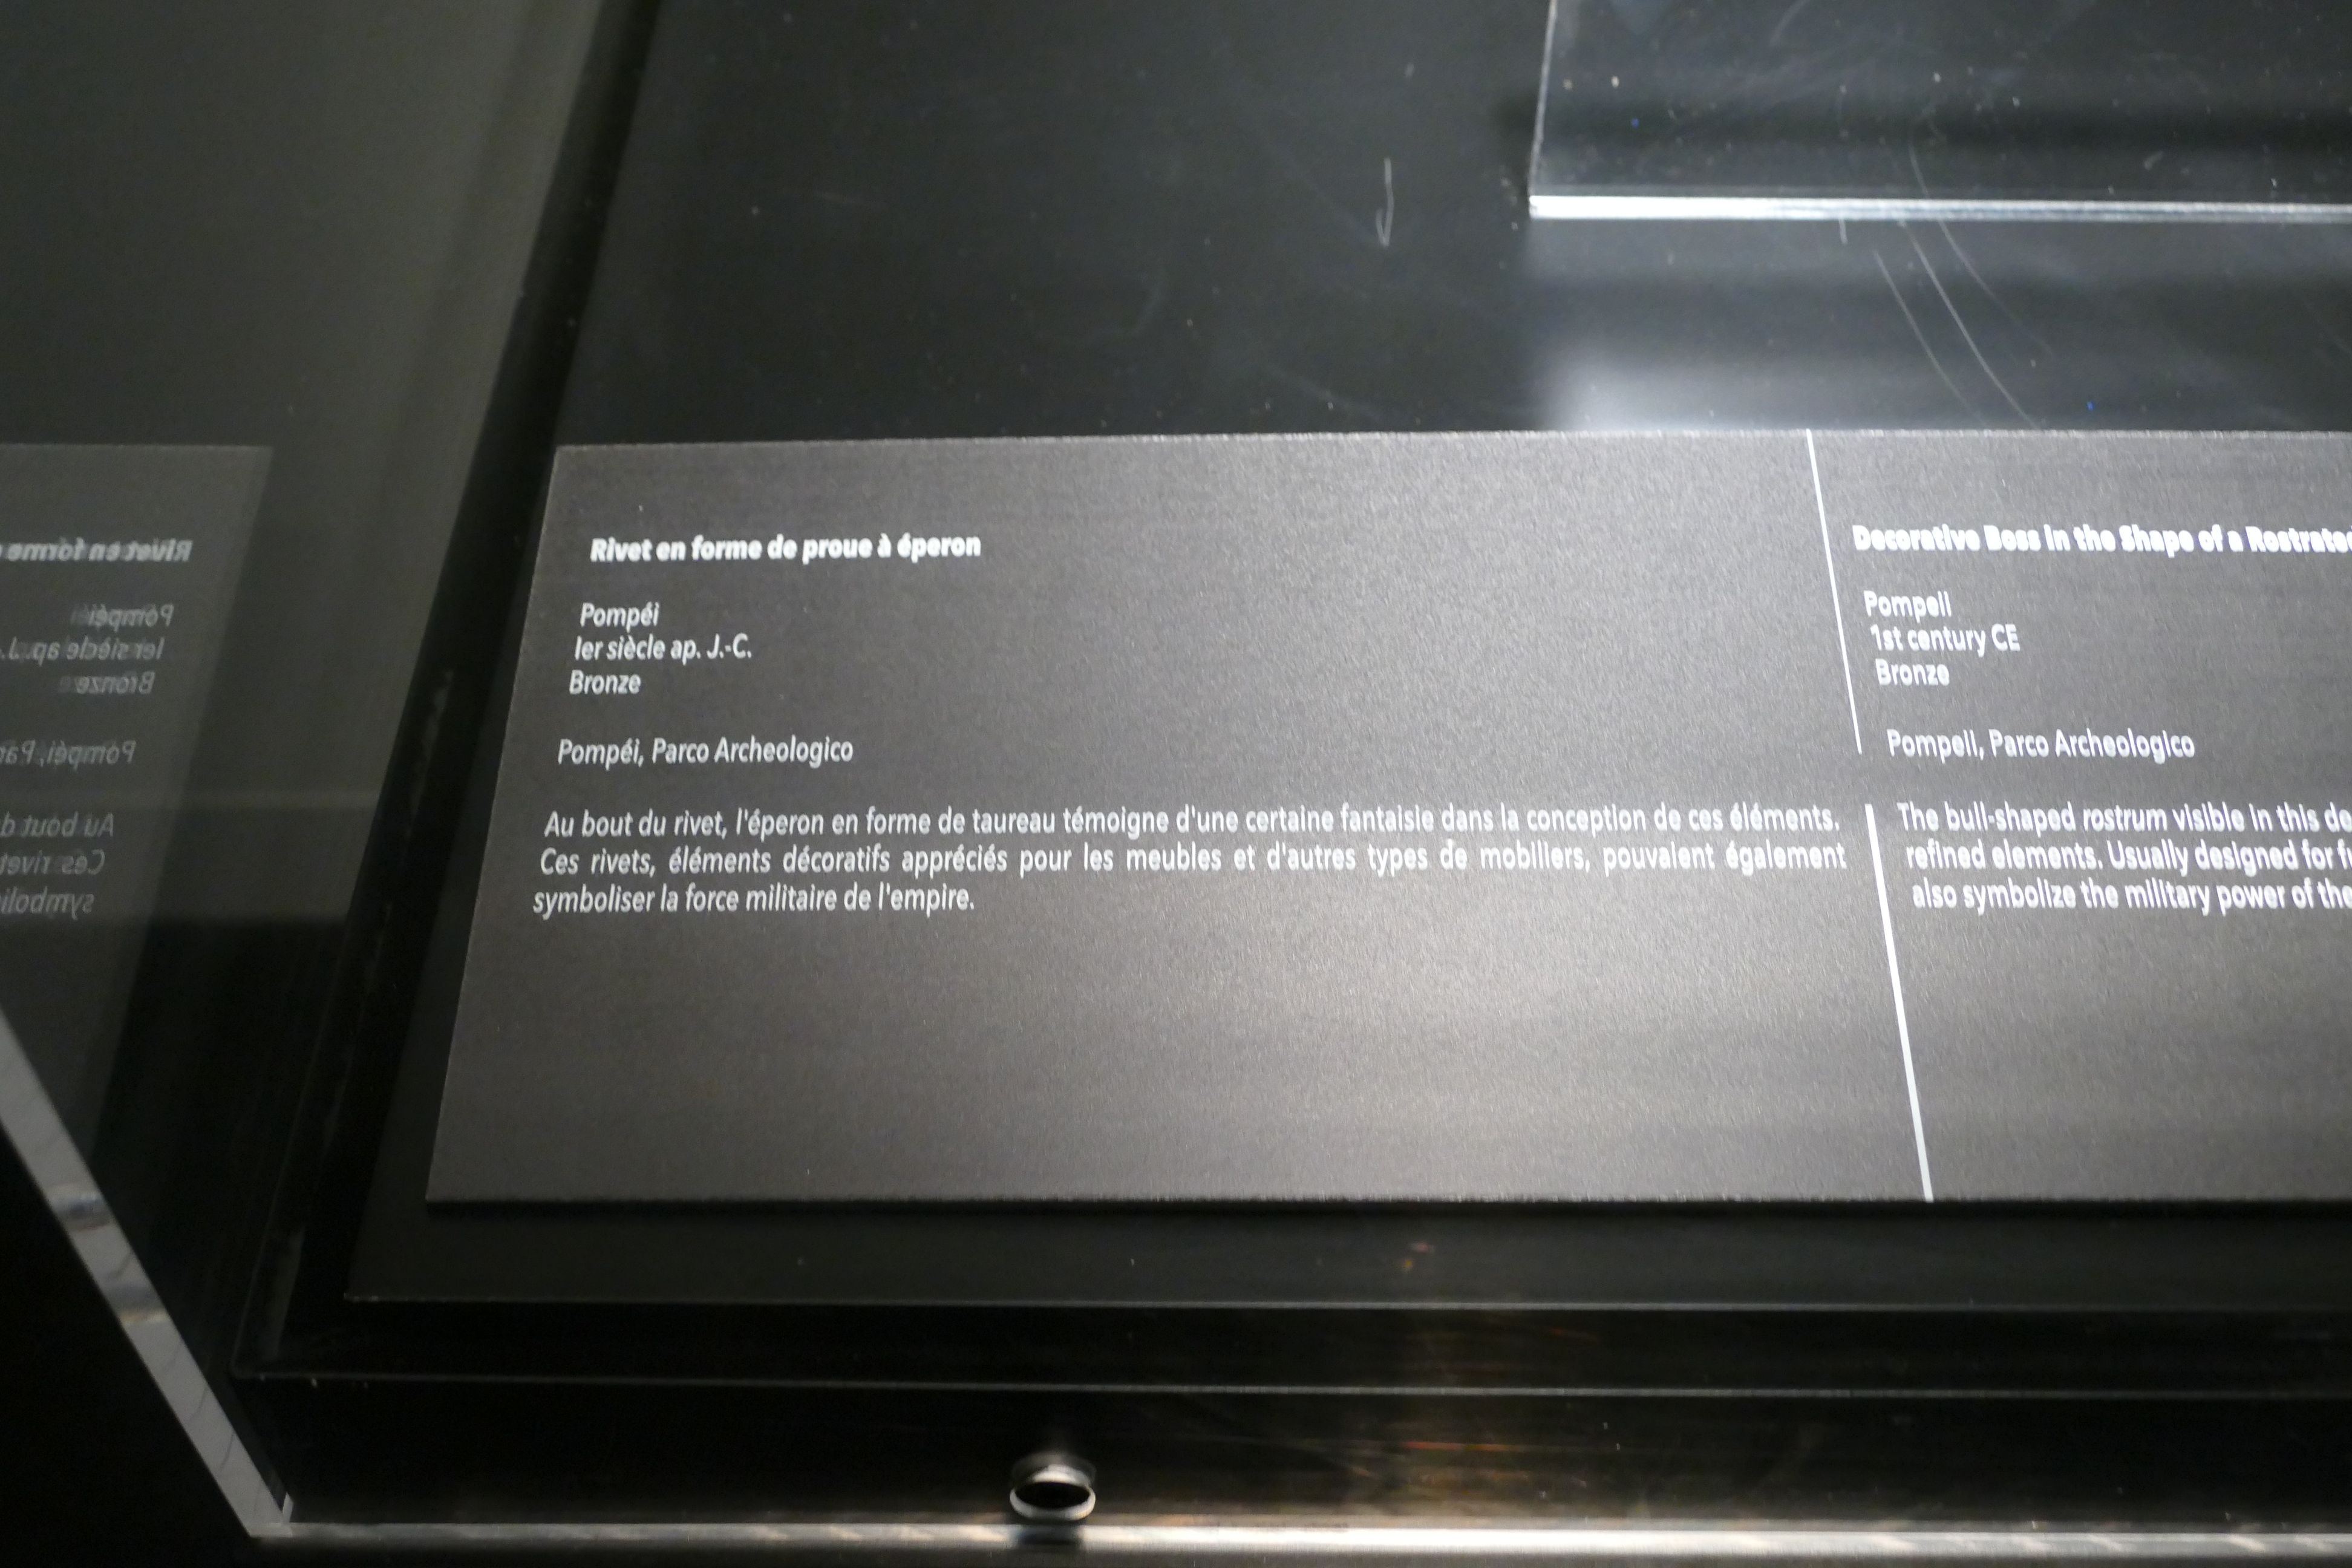 Rivet en forme de proue à éperon
Pompéi
Ier siècle ap. J.-C.
Bronze
Pompéi, Parco Archeologico
Au bout du rivet, l'éperon en forme de taureau témoigne d'une certaine fantaisie dans la conception de ces éléments.
Ces rivets, éléments décoratifs appréciés pour les meubles et d'autres types de mobiliers, pouvaient également
symboliser la force militaire de l'empire.
Decorative Boss in the Shape of a
Pompeii
1st century CE
Bronze
Pompeii, Parco Archeologico
The bull-shaped rostrum visible in this
refined elements. Usually designed for
also symbolize the military power of the